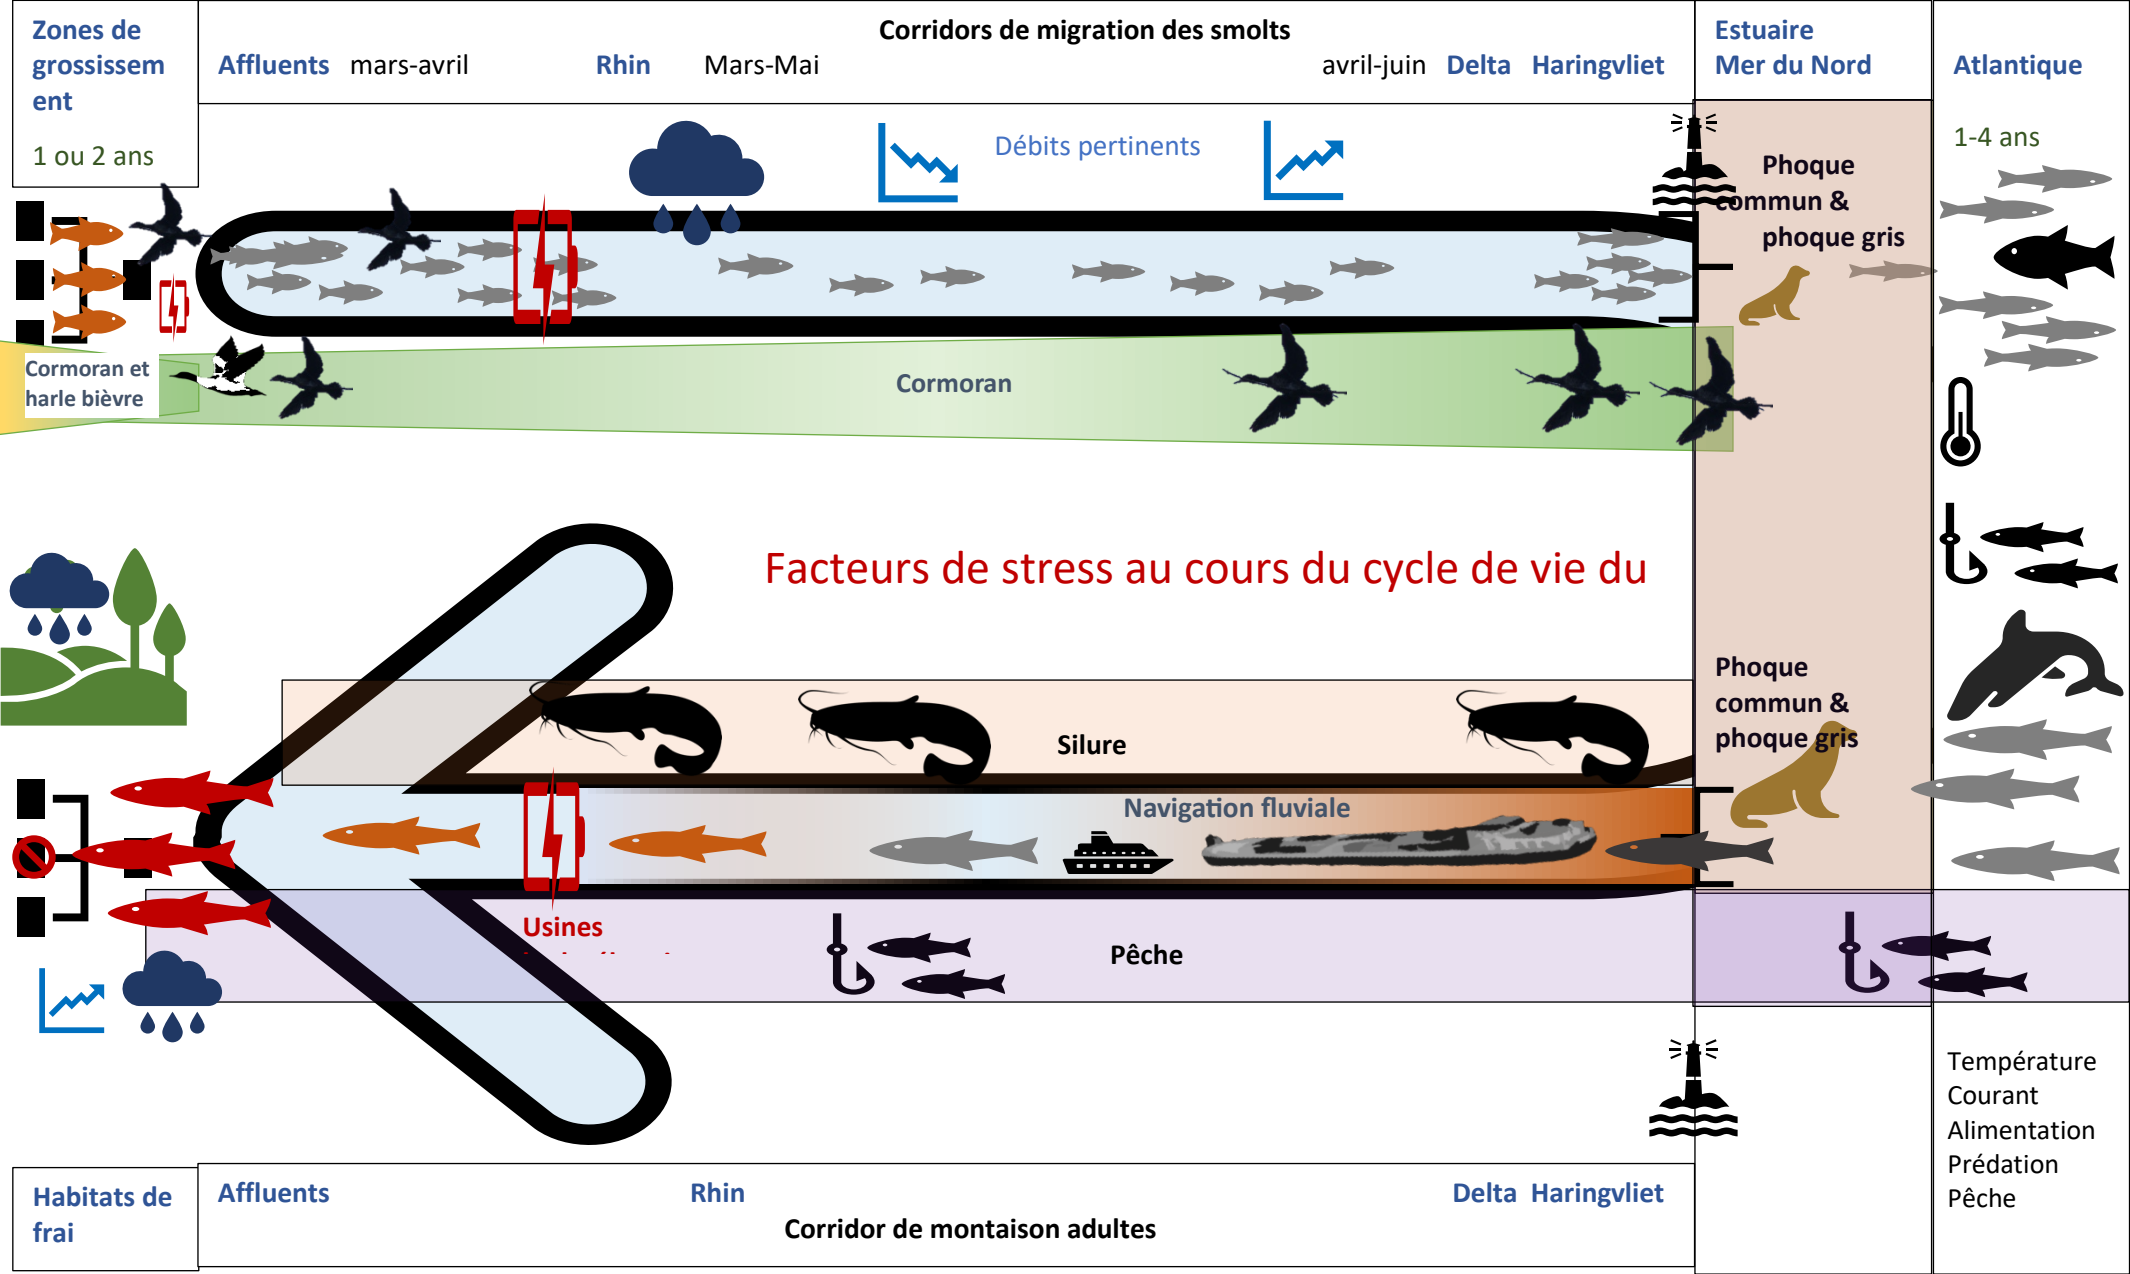 Zones de
grossissem
ent
1 ou 2 ans
Corridors de migration des smolts
Affluents mars-avril Rhin Mars-Mai avril-juin Delta Haringvliet
Estuaire
Mer du Nord
Atlantique
1-4 ans
Débits pertinents
Phoque
commun &
phoque gris
Cormoran et
harle bièvre
Cormoran
Facteurs de stress au cours du cycle de vie du
Phoque
commun &
phoque gris
Silure
Navigation fluviale
Usines
Pêche
Température
Courant
Alimentation
Prédation
Pêche
Habitats de
frai
Affluents Rhin Delta Haringvliet
Corridor de montaison adultes